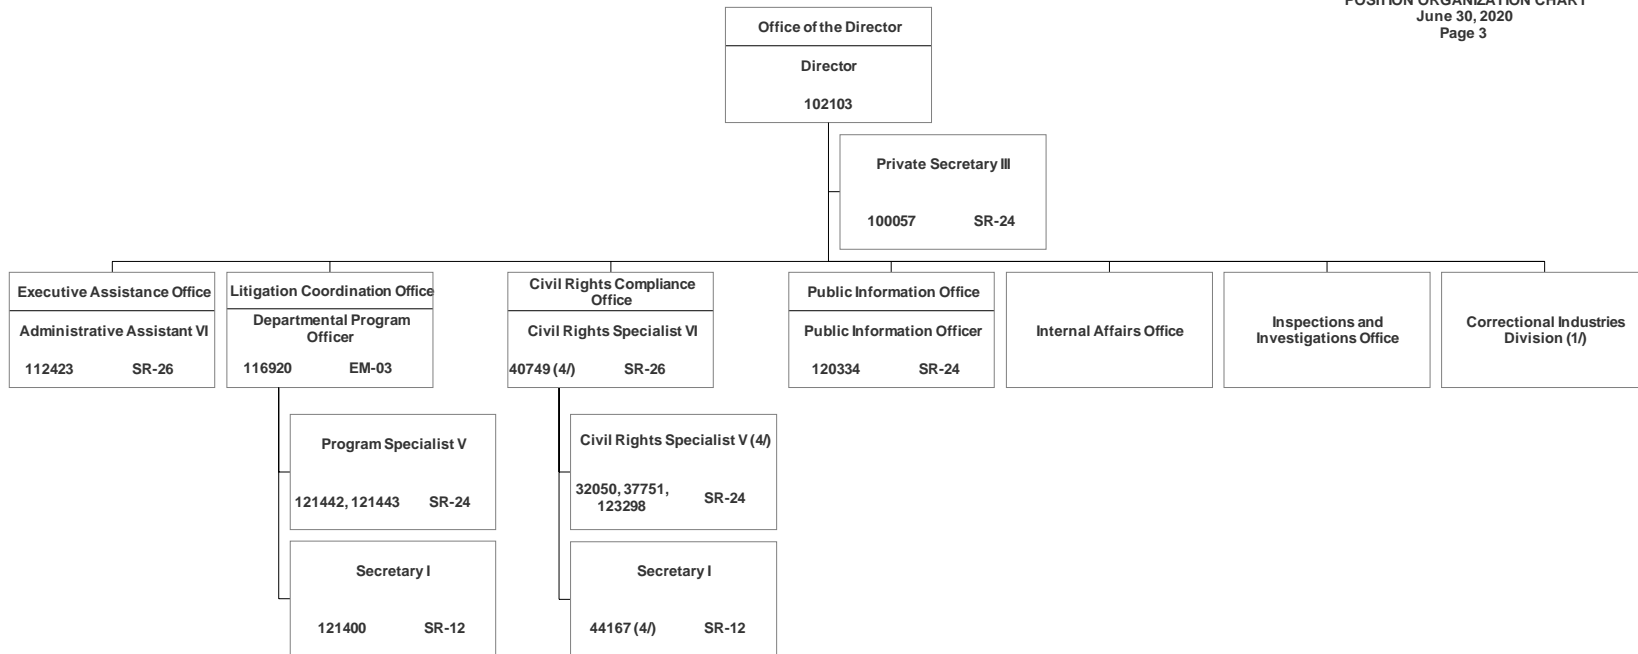 POSITION ORGANIZATION CHART
June 30, 2020
Page 3
Office of the Director
Director
102103
Private Secretary III
100057 SR-24
Executive Assistance Office
Administrative Assistant VI
112423 SR-26
Litigation Coordination Office
Departmental Program
Officer
116920 EM-03
Civil Rights Compliance
Office
Civil Rights Specialist VI
40749 (4/) SR-26
Public Information Office
Public Information Officer
120334 SR-24
Internal Affairs Office
Inspections and
Investigations Office
Correctional Industries
Division (1/)
Program Specialist V
121442, 121443 SR-24
Secretary I
121400 SR-12
Civil Rights Specialist V (4/)
32050, 37751,
123298 SR-24
Secretary I
44167 (4/) SR-12